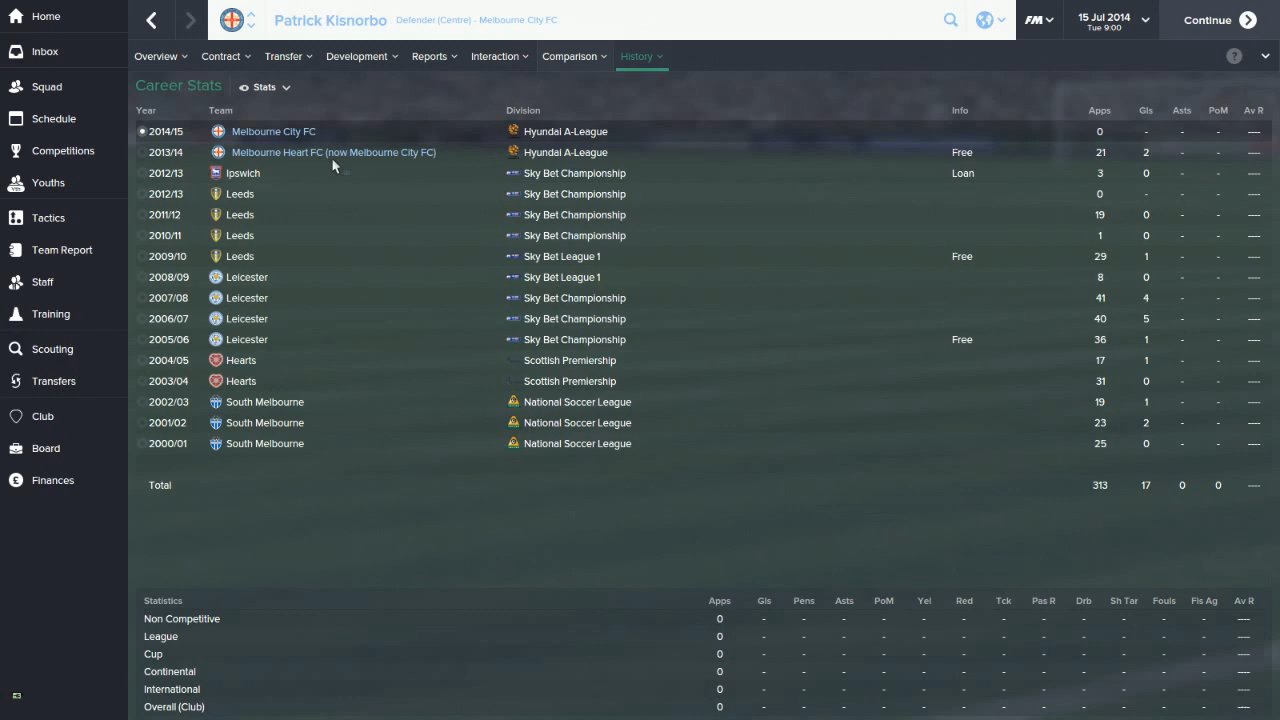 Home
Inbox
Squad
Schedule
Competitions
Youths
Tactics
Team Report
Staff
Training
Scouting
Transfers
Club
Board
Finances
Patrick Kisnorbo Defender (Centre) - Melbourne City FC
FM 15 Jul 2014 Tue 9:00 Continue
Overview Contract Transfer Development Reports Interaction Comparison History ?
Career Stats Stats
Year Team Division Info Apps Gls Asts PoM Av R
2014/15 Melbourne City FC Hyundai A-League 0 - - - ----
2013/14 Melbourne Heart FC (now Melbourne City FC) Hyundai A-League Free 21 2 - - ----
2012/13 Ipswich Sky Bet Championship Loan 3 0 - - ----
2012/13 Leeds Sky Bet Championship 0 - - - ----
2011/12 Leeds Sky Bet Championship 19 0 - - ----
2010/11 Leeds Sky Bet Championship 1 0 - - ----
2009/10 Leeds Sky Bet League 1 Free 29 1 - - ----
2008/09 Leicester Sky Bet League 1 8 0 - - ----
2007/08 Leicester Sky Bet Championship 41 4 - - ----
2006/07 Leicester Sky Bet Championship 40 5 - - ----
2005/06 Leicester Sky Bet Championship Free 36 1 - - ----
2004/05 Hearts Scottish Premiership 17 1 - - ----
2003/04 Hearts Scottish Premiership 31 0 - - ----
2002/03 South Melbourne National Soccer League 19 1 - - ----
2001/02 South Melbourne National Soccer League 23 2 - - ----
2000/01 South Melbourne National Soccer League 25 0 - - ----
Total 313 17 0 0 ----
Statistics Apps Gls Pens Asts PoM Yel Red Tck Pas R Drb Sh Tar Fouls Fls Ag Av R
Non Competitive 0 - - - - - - - - - - - - ----
League 0 - - - - - - - - - - - - ----
Cup 0 - - - - - - - - - - - - ----
Continental 0 - - - - - - - - - - - - ----
International 0 - - - - - - - - - - - - ----
Overall (Club) 0 - - - - - - - - - - - - ----